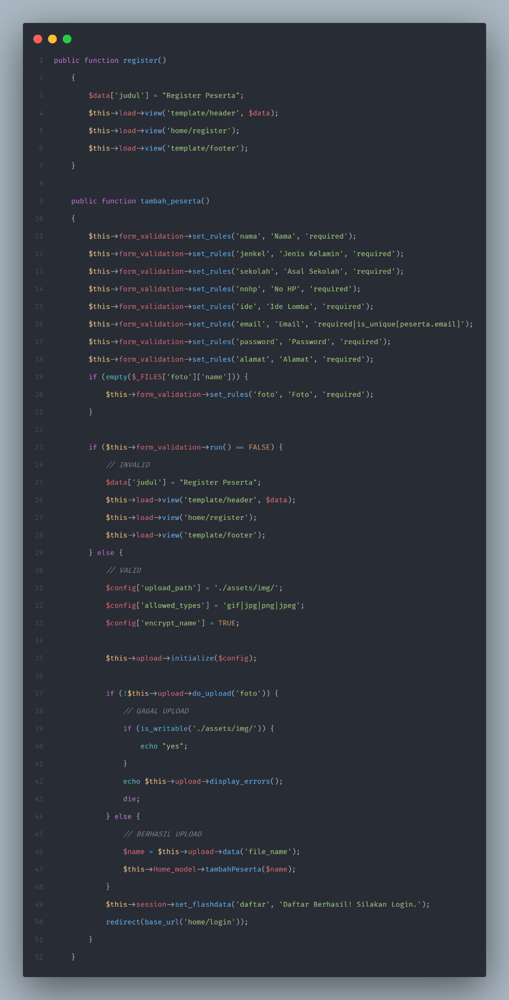 1 public function register()
2 {
3 $data['judul'] = "Register Peserta";
4 $this->load->view('template/header', $data);
5 $this->load->view('home/register');
6 $this->load->view('template/footer');
7 }
8
9 public function tambah_peserta()
10 {
11 $this->form_validation->set_rules('nama', 'Nama', 'required');
12 $this->form_validation->set_rules('jenkel', 'Jenis Kelamin', 'required');
13 $this->form_validation->set_rules('sekolah', 'Asal Sekolah', 'required');
14 $this->form_validation->set_rules('nohp', 'No HP', 'required');
15 $this->form_validation->set_rules('ide', 'Ide Lomba', 'required');
16 $this->form_validation->set_rules('email', 'Email', 'required|is_unique[peserta.email]');
17 $this->form_validation->set_rules('password', 'Password', 'required');
18 $this->form_validation->set_rules('alamat', 'Alamat', 'required');
19 if (empty($_FILES['foto']['name'])) {
20 $this->form_validation->set_rules('foto', 'Foto', 'required');
21 }
22
23 if ($this->form_validation->run() == FALSE) {
24 // INVALID
25 $data['judul'] = "Register Peserta";
26 $this->load->view('template/header', $data);
27 $this->load->view('home/register');
28 $this->load->view('template/footer');
29 } else {
30 // VALID
31 $config['upload_path'] = './assets/img/';
32 $config['allowed_types'] = 'gif|jpg|png|jpeg';
33 $config['encrypt_name'] = TRUE;
34
35 $this->upload->initialize($config);
36
37 if (!$this->upload->do_upload('foto')) {
38 // GAGAL UPLOAD
39 if (is_writable('./assets/img/')) {
40 echo "yes";
41 }
42 echo $this->upload->display_errors();
43 die;
44 } else {
45 // BERHASIL UPLOAD
46 $name = $this->upload->data('file_name');
47 $this->Home_model->tambahPeserta($name);
48 }
49 $this->session->set_flashdata('daftar', 'Daftar Berhasil! Silakan Login.');
50 redirect(base_url('home/login'));
51 }
52 }